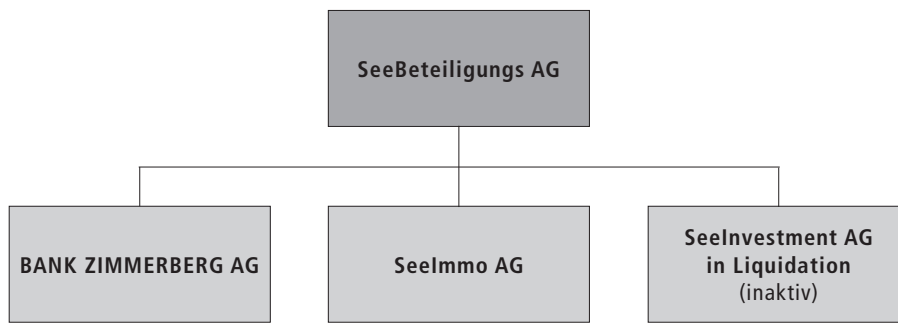 SeeBeteiligungs AG
BANK ZIMMERBERG AG
SeeImmo AG
SeeInvestment AG
in Liquidation
(inaktiv)